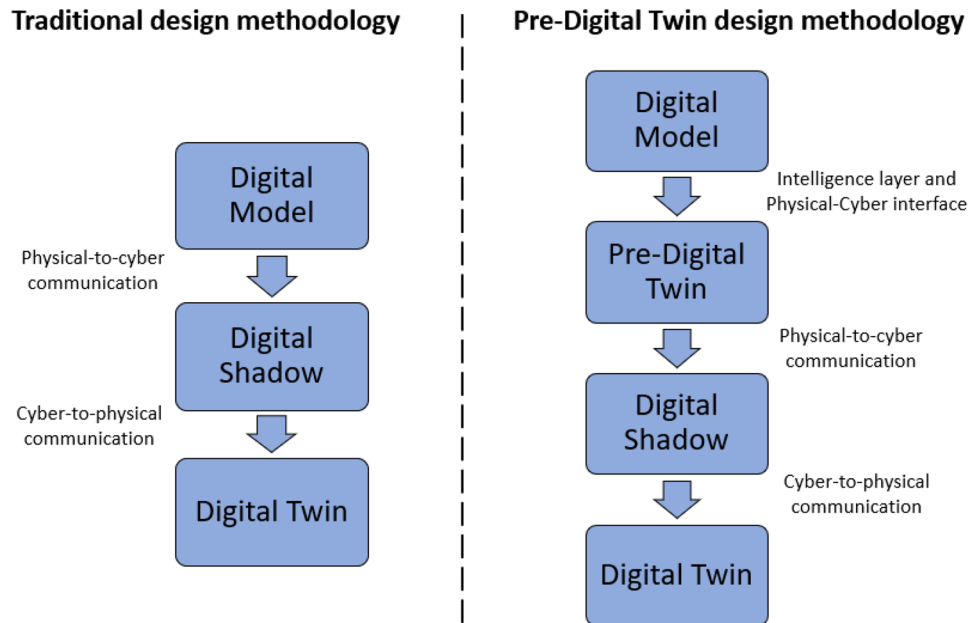 Traditional design methodology
Digital
Model
Physical-to-cyber
communication
Digital
Shadow
Cyber-to-physical
communication
Digital Twin
Pre-Digital Twin design methodology
Digital
Model
Intelligence layer and
Physical-Cyber interface
Pre-Digital
Twin
Physical-to-cyber
communication
Digital
Shadow
Cyber-to-physical
communication
Digital Twin